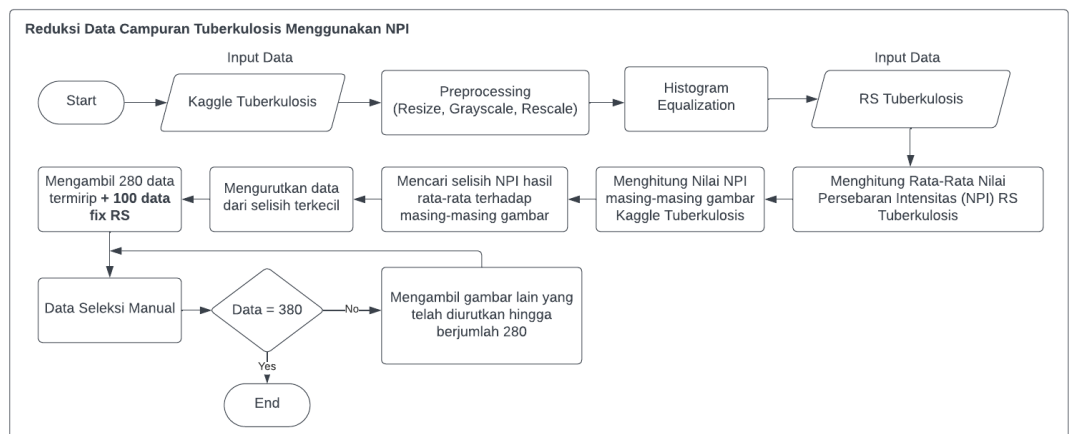 Reduksi Data Campuran Tuberkulosis Menggunakan NPI
Input Data
Input Data
Start
Kaggle Tuberkulosis
Preprocessing
(Resize, Grayscale, Rescale)
Histogram
Equalization
RS Tuberkulosis
Mengambil 280 data
termirip + 100 data
fix RS
Mengurutkan data
dari selisih terkecil
Mencari selisih NPI hasil
rata-rata terhadap
masing-masing gambar
Menghitung Nilai NPI
masing-masing gambar
Kaggle Tuberkulosis
Menghitung Rata-Rata Nilai
Persebaran Intensitas (NPI) RS
Tuberkulosis
Data Seleksi Manual
Data = 380
No
Mengambil gambar lain yang
telah diurutkan hingga
berjumlah 280
Yes
End